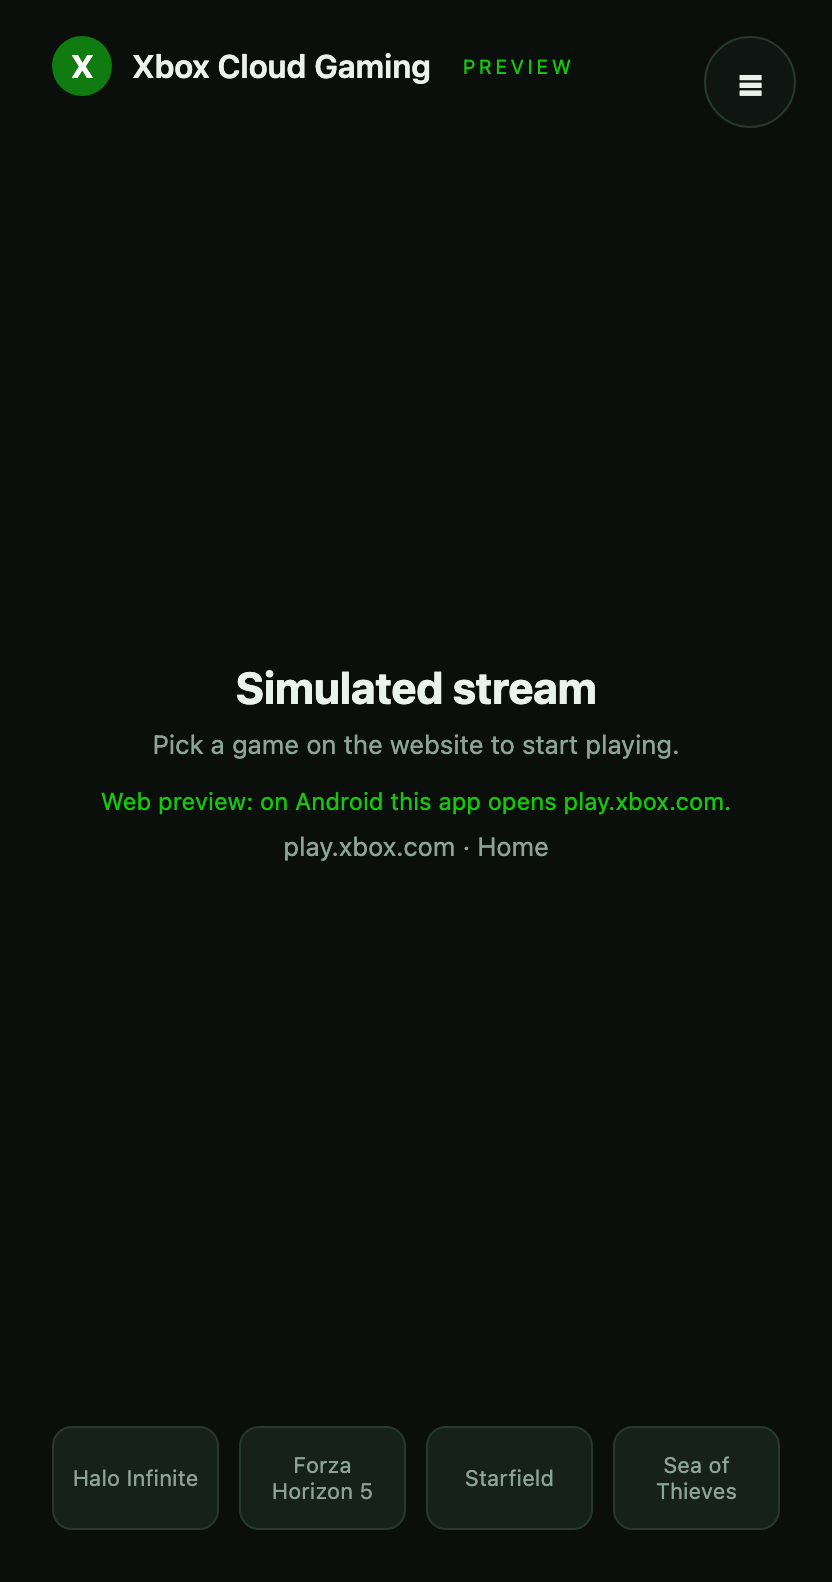 X Xbox Cloud Gaming PREVIEW
Simulated stream
Pick a game on the website to start playing.
Web preview: on Android this app opens play.xbox.com.
play.xbox.com · Home
Halo Infinite
Forza
Horizon 5
Starfield
Sea of
Thieves